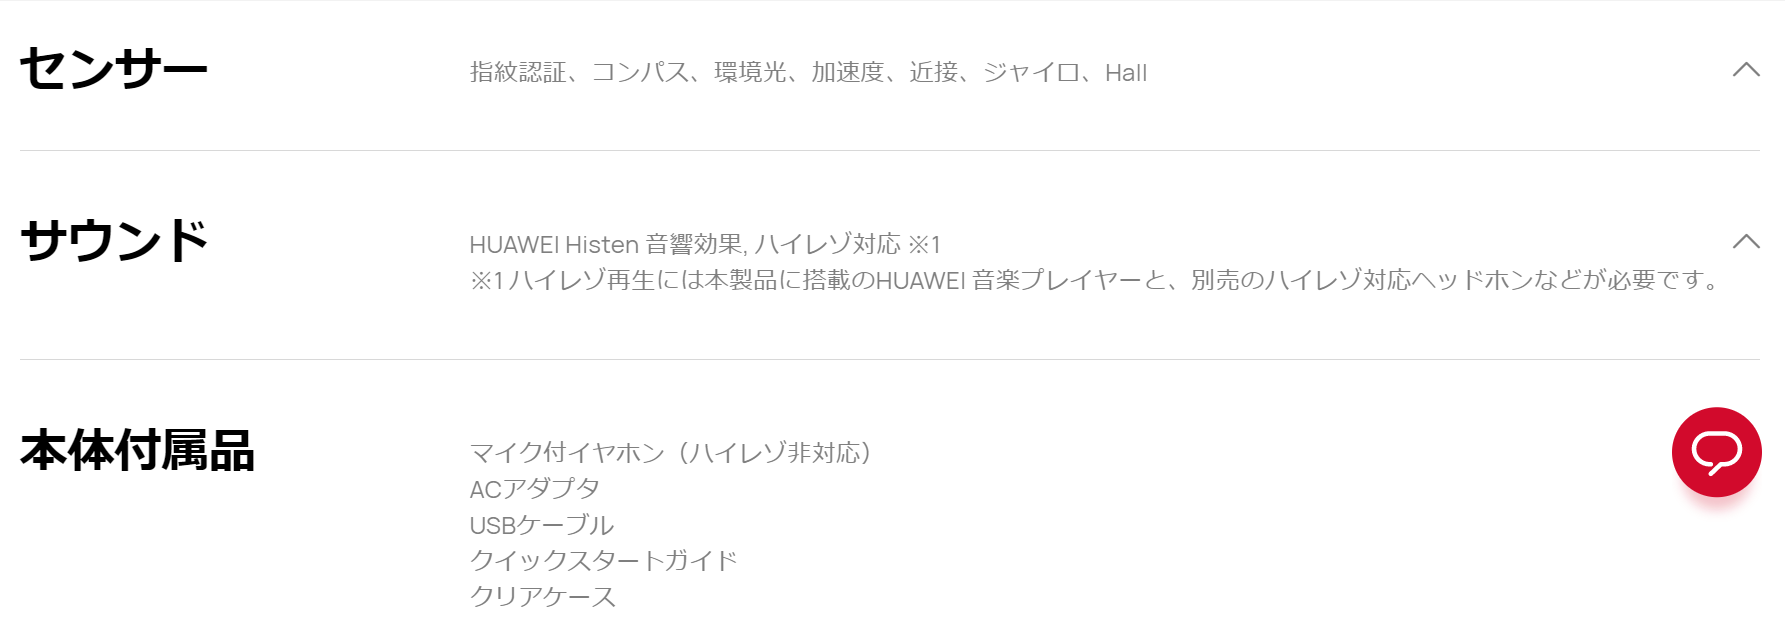 センサー
指紋認証、コンパス、環境光、加速度、近接、ジャイロ、Hall
サウンド
HUAWEI Histen 音響効果, ハイレゾ対応 ※1
※1 ハイレゾ再生には本製品に搭載のHUAWEI 音楽プレイヤーと、別売のハイレゾ対応ヘッドホンなどが必要です。
本体付属品
マイク付イヤホン（ハイレゾ非対応）
ACアダプタ
USBケーブル
クイックスタートガイド
クリアケース